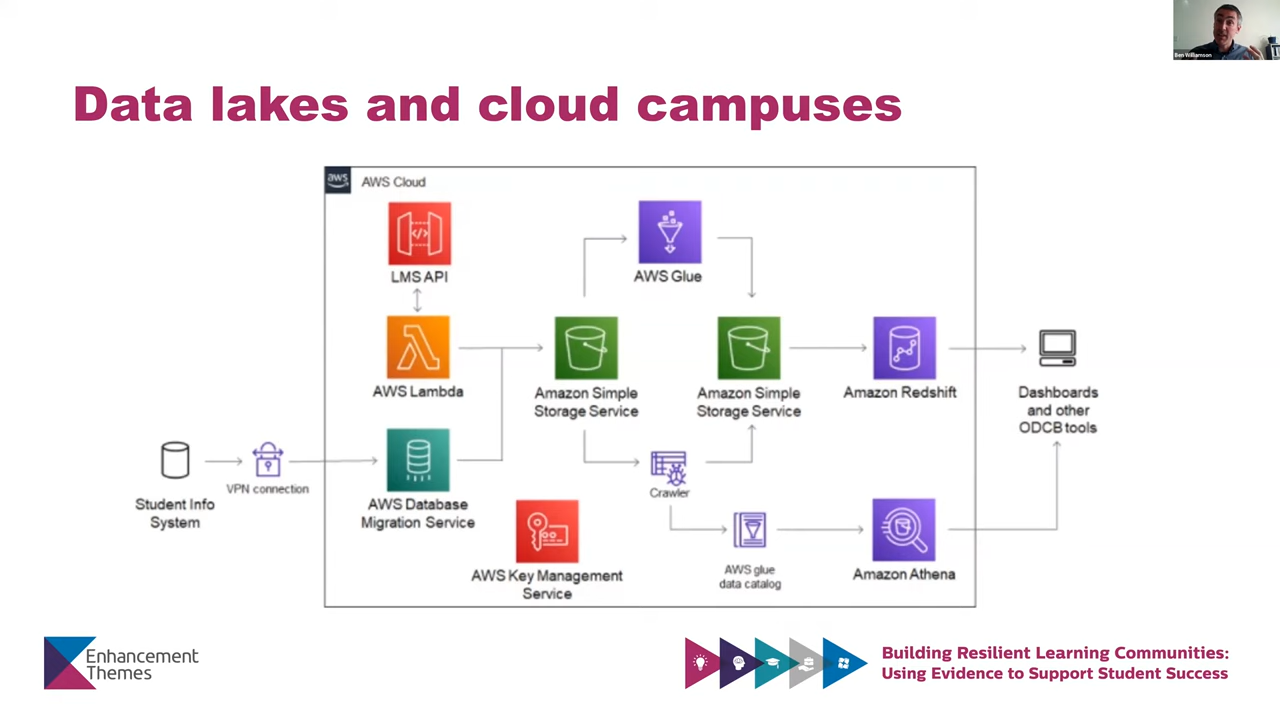 Ben Williamson
Data lakes and cloud campuses
aws
AWS Cloud
LMS API
AWS Glue
AWS Lambda
Amazon Simple
Storage Service
Amazon Simple
Storage Service
Amazon Redshift
Dashboards
and other
ODCB tools
Student Info
System
VPN connection
AWS Database
Migration Service
Crawler
AWS Key Management
Service
AWS glue
data catalog
Amazon Athena
Enhancement
Themes
Building Resilient Learning Communities:
Using Evidence to Support Student Success